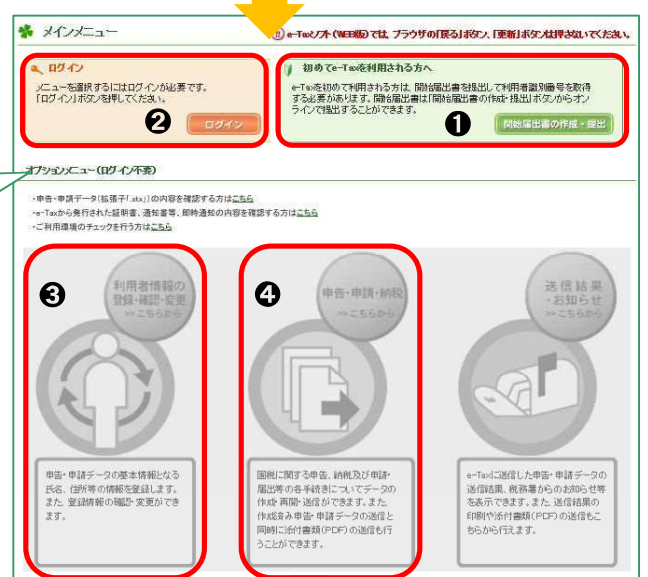 メインメニュー
e-Taxソフト(WEB版)では、ブラウザの「戻る」ボタン、「更新」ボタンは押さないでください。
ログイン
メニューを選択するにはログインが必要です。
「ログイン」ボタンを押してください。
❷
ログイン
初めてe-Taxを利用される方へ
e-Taxを初めて利用される方は、開始届出書を提出して利用者識別番号を取得
する必要があります。開始届出書は「開始届出書の作成・提出」ボタンからオン
ラインで提出することができます。
❶
開始届出書の作成・提出
オプションメニュー(ログイン不要)
・申告・申請データ(拡張子「.xtx」)の内容を確認する方はこちら
・e-Taxから発行された証明書、通知書等、即時通知の内容を確認する方はこちら
・ご利用環境のチェックを行う方はこちら
❸
利用者情報の
登録・確認・変更
>>こちらから
申告・申請データの基本情報となる
氏名、住所等の情報を登録します。
また、登録情報の確認・変更ができ
ます。
❹
申告・申請・納税
>>こちらから
国税に関する申告、納税及び申請・
届出等の各手続きについてデータの
作成・再開・送信ができます。また、
作成済み申告・申請データの送信と
同時に添付書類(PDF)の送信も行
うことができます。
送信結果
・お知らせ
>>こちらから
e-Taxに送信した申告・申請データの
送信結果、税務署からのお知らせ等
を表示できます。また、送信結果の
印刷や添付書類(PDF)の送信もこ
ちらから行えます。